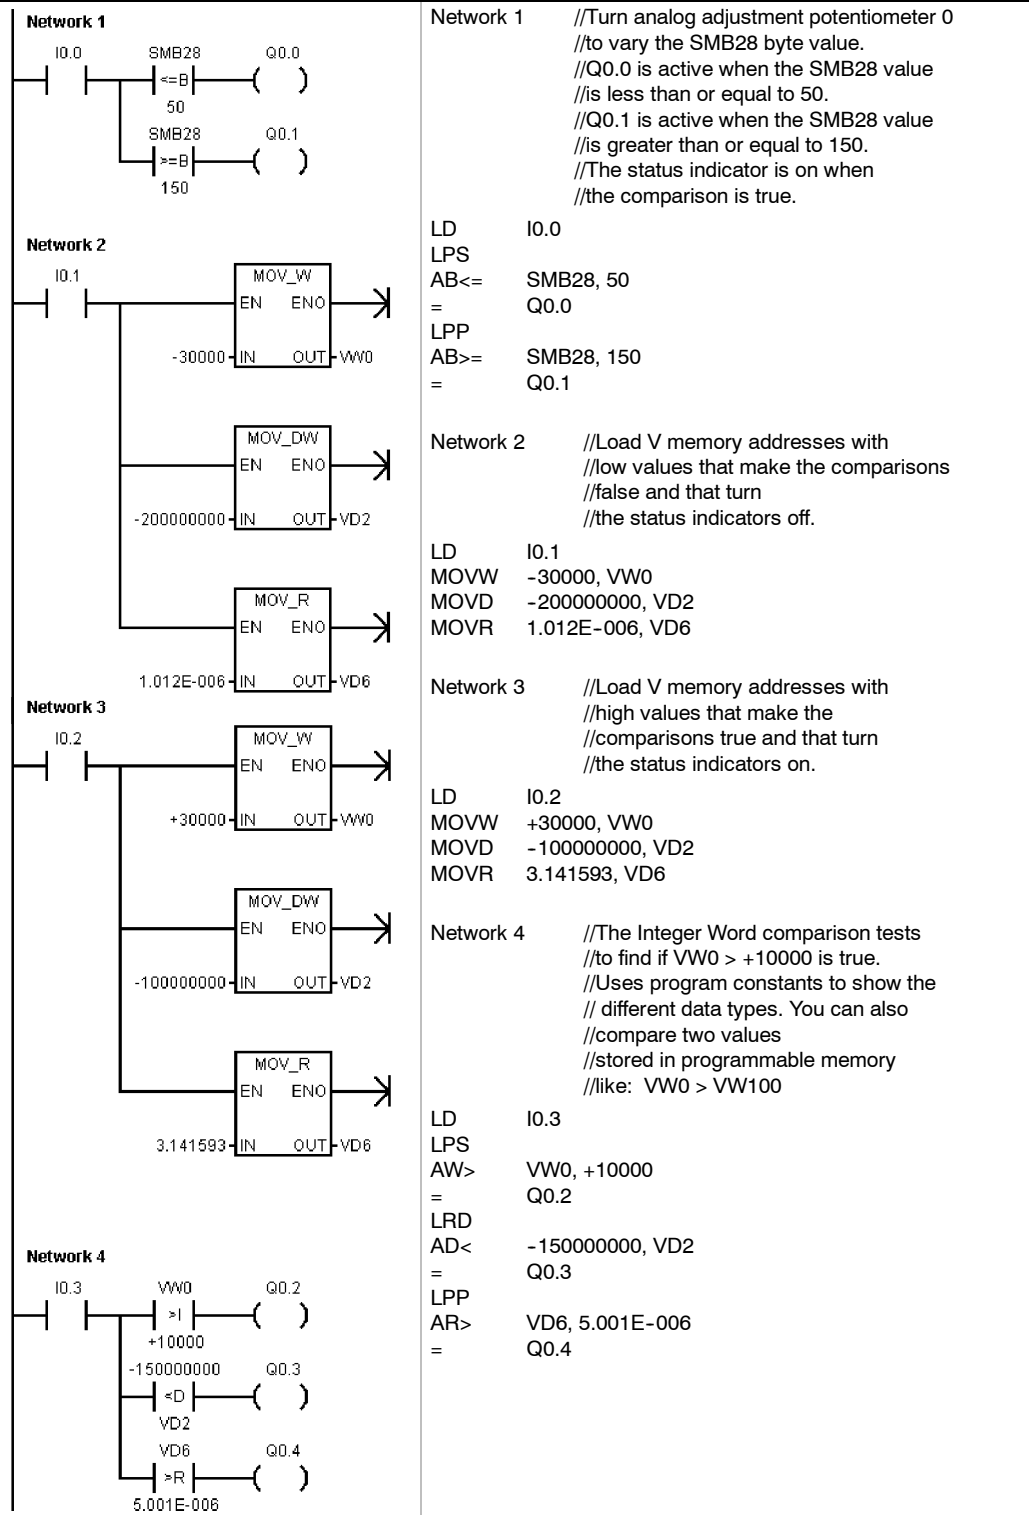 Network 1
I0.0
SMB28
Q0.0
<=B
50
SMB28
Q0.1
>=B
150
Network 2
I0.1
MOV_W
EN ENO
-30000 IN OUT VW0
MOV_DW
EN ENO
-200000000 IN OUT VD2
MOV_R
EN ENO
1.012E-006 IN OUT VD6
Network 3
I0.2
MOV_W
EN ENO
+30000 IN OUT VW0
MOV_DW
EN ENO
-100000000 IN OUT VD2
MOV_R
EN ENO
3.141593 IN OUT VD6
Network 4
I0.3
VW0
Q0.2
>I
+10000
-150000000
Q0.3
<D
VD2
VD6
Q0.4
>R
5.001E-006
Network 1 //Turn analog adjustment potentiometer 0
//to vary the SMB28 byte value.
//Q0.0 is active when the SMB28 value
//is less than or equal to 50.
//Q0.1 is active when the SMB28 value
//is greater than or equal to 150.
//The status indicator is on when
//the comparison is true.
LD I0.0
LPS
AB<= SMB28, 50
= Q0.0
LPP
AB>= SMB28, 150
= Q0.1
Network 2 //Load V memory addresses with
//low values that make the comparisons
//false and that turn
//the status indicators off.
LD I0.1
MOVW -30000, VW0
MOVD -200000000, VD2
MOVR 1.012E-006, VD6
Network 3 //Load V memory addresses with
//high values that make the
//comparisons true and that turn
//the status indicators on.
LD I0.2
MOVW +30000, VW0
MOVD -100000000, VD2
MOVR 3.141593, VD6
Network 4 //The Integer Word comparison tests
//to find if VW0 > +10000 is true.
//Uses program constants to show the
// different data types. You can also
//compare two values
//stored in programmable memory
//like: VW0 > VW100
LD I0.3
LPS
AW> VW0, +10000
= Q0.2
LRD
AD< -150000000, VD2
= Q0.3
LPP
AR> VD6, 5.001E-006
= Q0.4